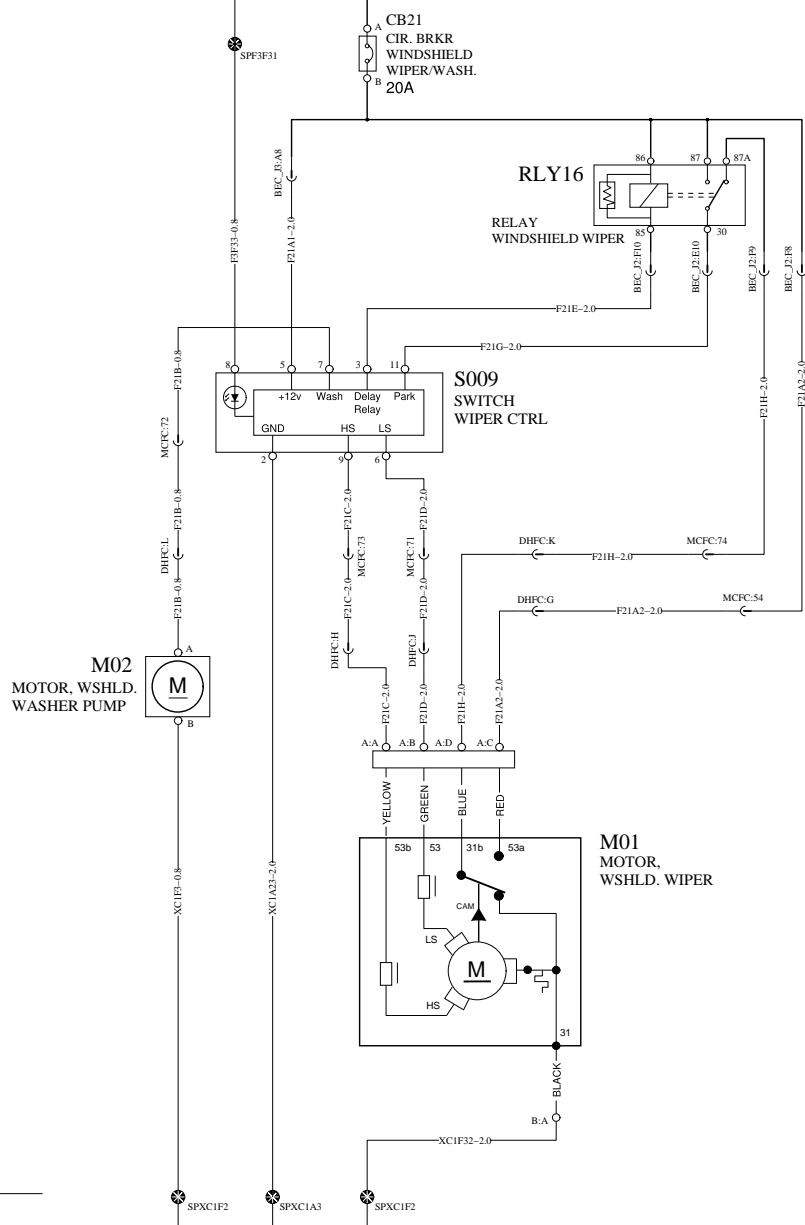 CB21
A
CIR. BRKR
WINDSHIELD
WIPER/WASH.
B
20A
SPF3F31
BEC_J3:A8
F3F33-0.8
F21A1-2.0
RLY16
86
87
87A
RELAY
WINDSHIELD WIPER
85
30
BEC_J2:F10
BEC_J2:E10
BEC_J2:F9
BEC_J2:F8
F21E-2.0
F21G-2.0
F21B-0.8
F21H-2.0
F21A2-2.0
8
5
7
3
11
S009
SWITCH
WIPER CTRL
+12v
Wash
Delay
Relay
Park
GND
HS
LS
2
9
6
MCFC:72
F21B-0.8
DHFC:L
F21B-0.8
F21C-2.0
MCFC:73
F21C-2.0
DHFC:H
F21D-2.0
MCFC:71
F21D-2.0
DHFC:J
DHFC:K
F21H-2.0
MCFC:74
DHFC:G
F21A2-2.0
MCFC:54
F21C-2.0
F21D-2.0
F21H-2.0
F21A2-2.0
A
M02
MOTOR, WSHLD.
WASHER PUMP
M
B
A:A
A:B
A:D
A:C
YELLOW
GREEN
BLUE
RED
53b
53
31b
53a
M01
MOTOR,
WSHLD. WIPER
CAM
LS
M
HS
31
XC1F3-0.8
XC1A23-2.0
BLACK
B:A
XC1F32-2.0
SPXC1F2
SPXC1A3
SPXC1F2